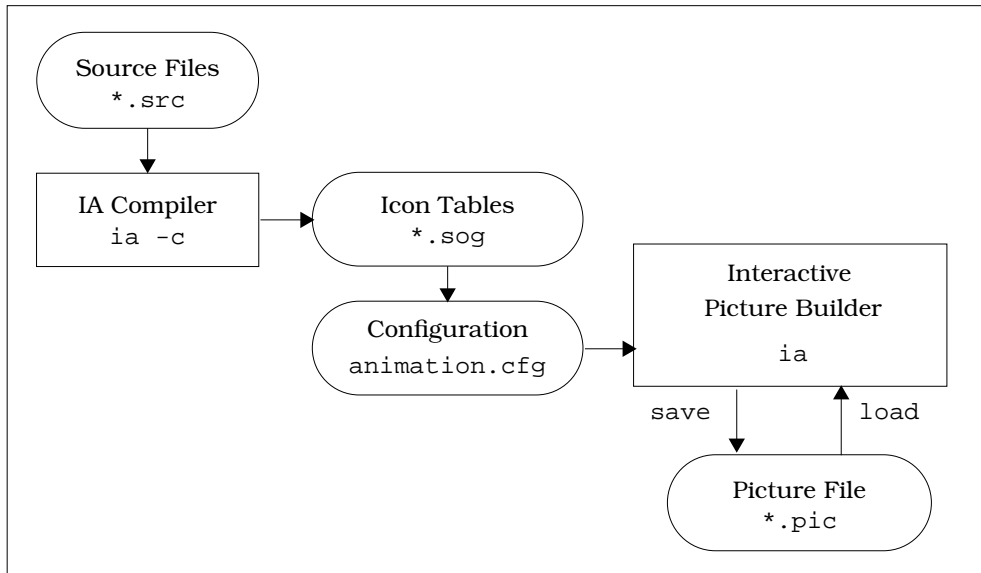 Source Files
*.src
IA Compiler
ia -c
Icon Tables
*.sog
Configuration
animation.cfg
Interactive
Picture Builder
ia
save
load
Picture File
*.pic